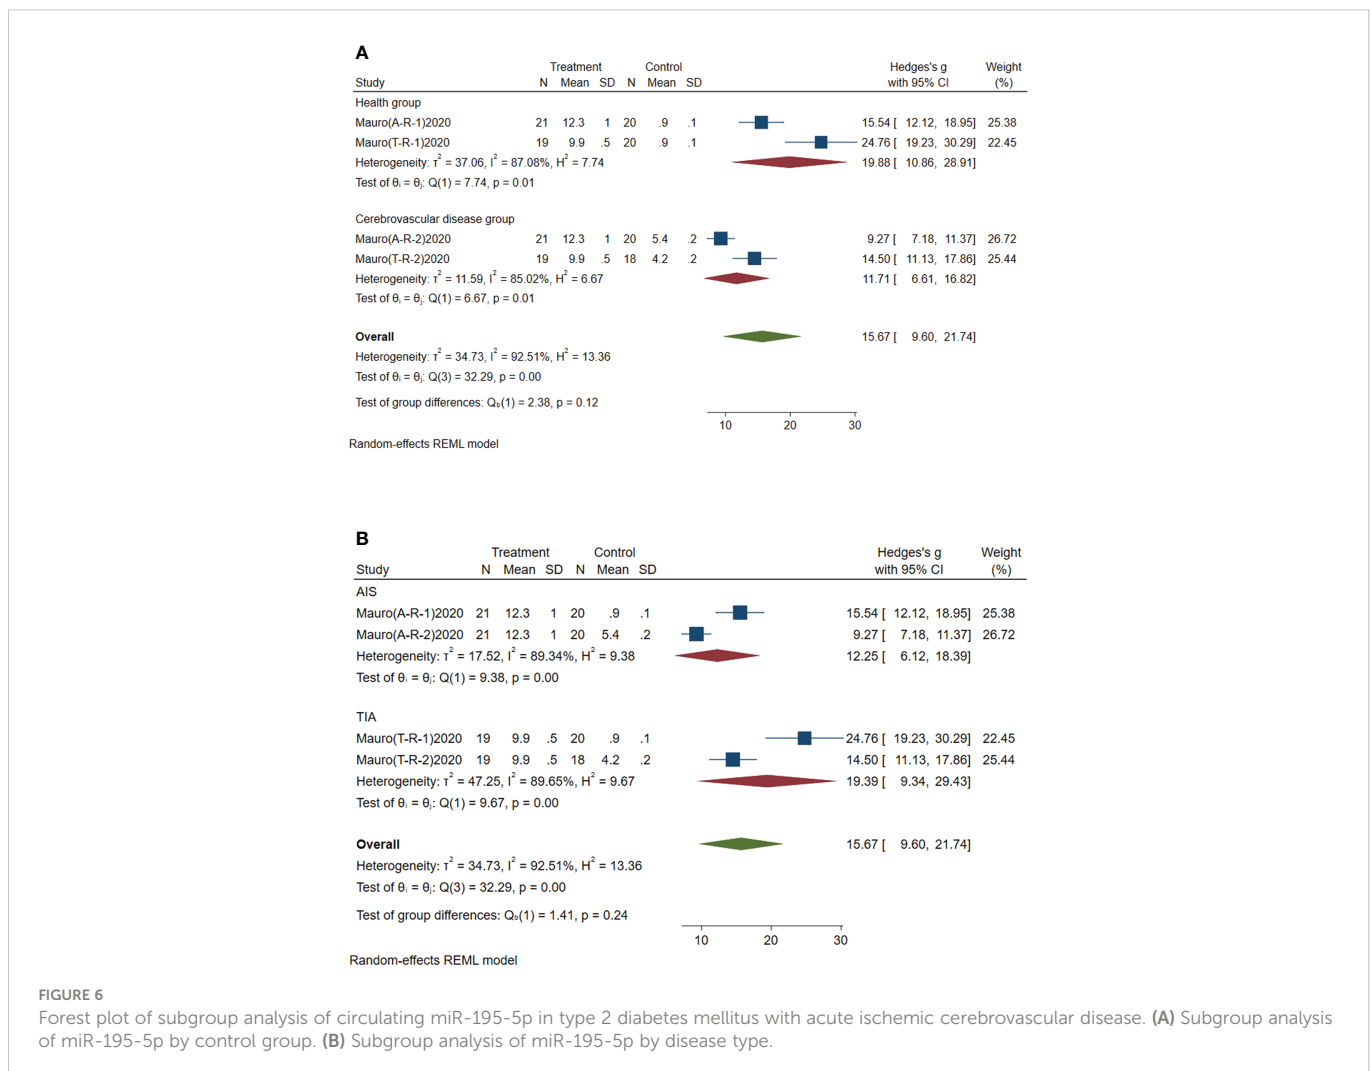 A
Treatment Control Hedges's g Weight
Study N Mean SD N Mean SD with 95% CI (%)
Health group
Mauro(A-R-1)2020 21 12.3 1 20 .9 .1 15.54 [ 12.12, 18.95] 25.38
Mauro(T-R-1)2020 19 9.9 .5 20 .9 .1 24.76 [ 19.23, 30.29] 22.45
Heterogeneity: τ² = 37.06, I² = 87.08%, H² = 7.74 19.88 [ 10.86, 28.91]
Test of θᵢ = θⱼ: Q(1) = 7.74, p = 0.01
Cerebrovascular disease group
Mauro(A-R-2)2020 21 12.3 1 20 5.4 .2 9.27 [ 7.18, 11.37] 26.72
Mauro(T-R-2)2020 19 9.9 .5 18 4.2 .2 14.50 [ 11.13, 17.86] 25.44
Heterogeneity: τ² = 11.59, I² = 85.02%, H² = 6.67 11.71 [ 6.61, 16.82]
Test of θᵢ = θⱼ: Q(1) = 6.67, p = 0.01
Overall 15.67 [ 9.60, 21.74]
Heterogeneity: τ² = 34.73, I² = 92.51%, H² = 13.36
Test of θᵢ = θⱼ: Q(3) = 32.29, p = 0.00
Test of group differences: Qᵦ(1) = 2.38, p = 0.12
10 20 30
Random-effects REML model
B
Treatment Control Hedges's g Weight
Study N Mean SD N Mean SD with 95% CI (%)
AIS
Mauro(A-R-1)2020 21 12.3 1 20 .9 .1 15.54 [ 12.12, 18.95] 25.38
Mauro(A-R-2)2020 21 12.3 1 20 5.4 .2 9.27 [ 7.18, 11.37] 26.72
Heterogeneity: τ² = 17.52, I² = 89.34%, H² = 9.38 12.25 [ 6.12, 18.39]
Test of θᵢ = θⱼ: Q(1) = 9.38, p = 0.00
TIA
Mauro(T-R-1)2020 19 9.9 .5 20 .9 .1 24.76 [ 19.23, 30.29] 22.45
Mauro(T-R-2)2020 19 9.9 .5 18 4.2 .2 14.50 [ 11.13, 17.86] 25.44
Heterogeneity: τ² = 47.25, I² = 89.65%, H² = 9.67 19.39 [ 9.34, 29.43]
Test of θᵢ = θⱼ: Q(1) = 9.67, p = 0.00
Overall 15.67 [ 9.60, 21.74]
Heterogeneity: τ² = 34.73, I² = 92.51%, H² = 13.36
Test of θᵢ = θⱼ: Q(3) = 32.29, p = 0.00
Test of group differences: Qᵦ(1) = 1.41, p = 0.24
10 20 30
Random-effects REML model
FIGURE 6
Forest plot of subgroup analysis of circulating miR-195-5p in type 2 diabetes mellitus with acute ischemic cerebrovascular disease. (A) Subgroup analysis
of miR-195-5p by control group. (B) Subgroup analysis of miR-195-5p by disease type.